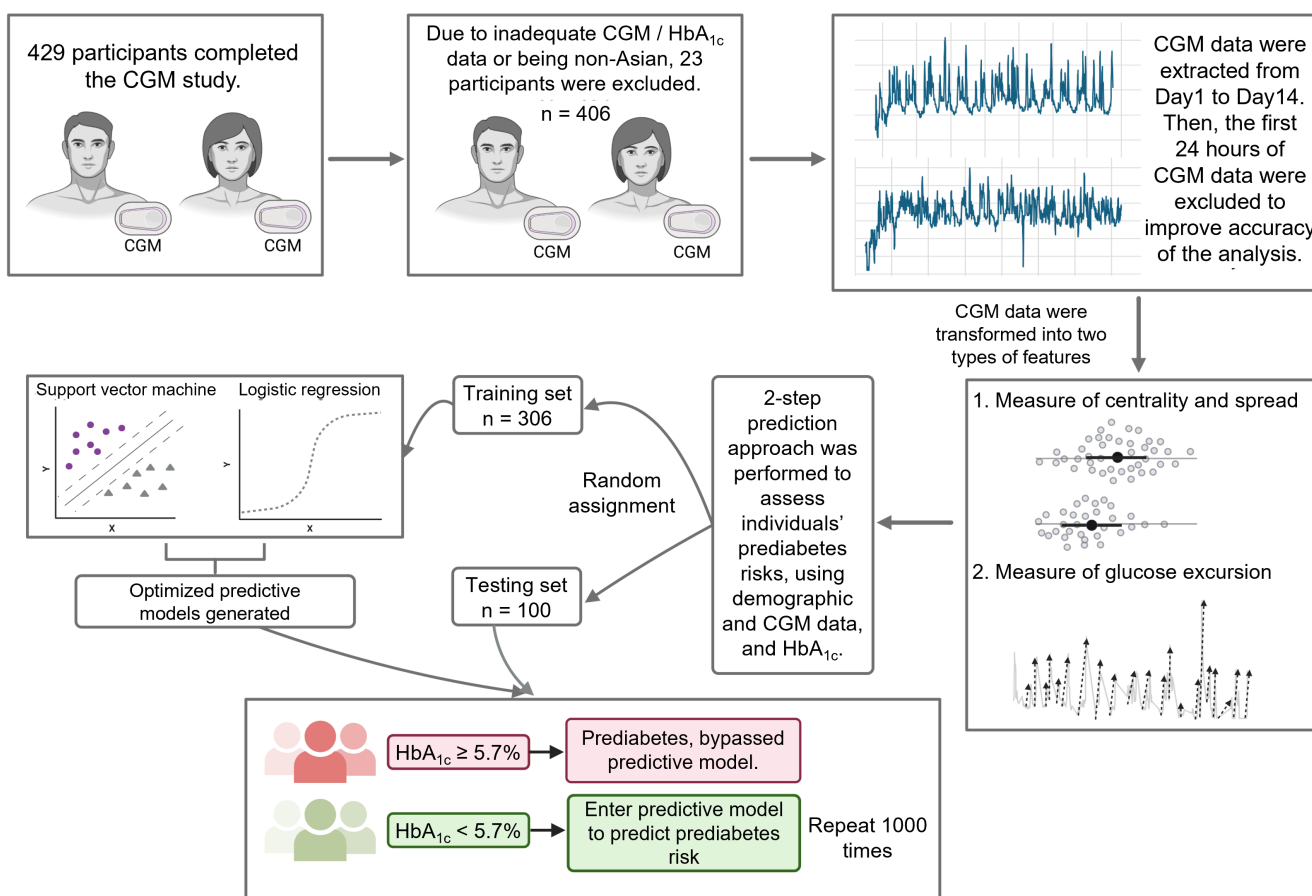 429 participants completed
the CGM study.
CGM
CGM
Due to inadequate CGM / HbA1c
data or being non-Asian, 23
participants were excluded.
n = 406
CGM
CGM
CGM data were
extracted from
Day1 to Day14.
Then, the first
24 hours of
CGM data were
excluded to
improve accuracy
of the analysis.
CGM data were
transformed into two
types of features
1. Measure of centrality and spread
2. Measure of glucose excursion
2-step
prediction
approach was
performed to
assess
individuals’
prediabetes
risks, using
demographic
and CGM data,
and HbA1c.
Random
assignment
Training set
n = 306
Testing set
n = 100
Support vector machine
Y
X
Logistic regression
Y
X
Optimized predictive
models generated
HbA1c ≥ 5.7%
Prediabetes, bypassed
predictive model.
HbA1c < 5.7%
Enter predictive model
to predict prediabetes
risk
Repeat 1000
times